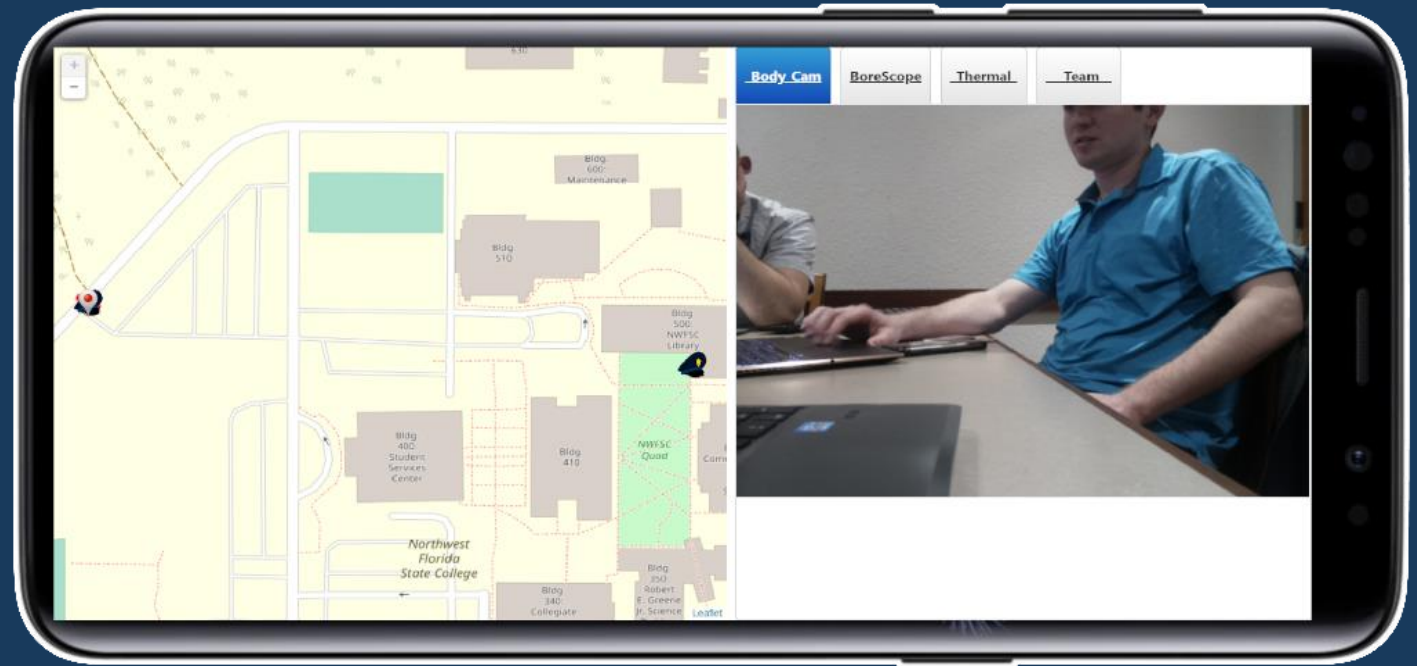 +
−
630
Bldg.
600:
Maintenance
Bldg
510
Bldg
500:
NWFSC
Library
Bldg
400:
Student
Services
Center
Bldg
410
NWFSC
Quad
Northwest
Florida
State College
Bldg
340:
Collegiate
Bldg
350:
Robert
E. Greene
Jr. Science
Leaflet
Body Cam
BoreScope
Thermal
Team